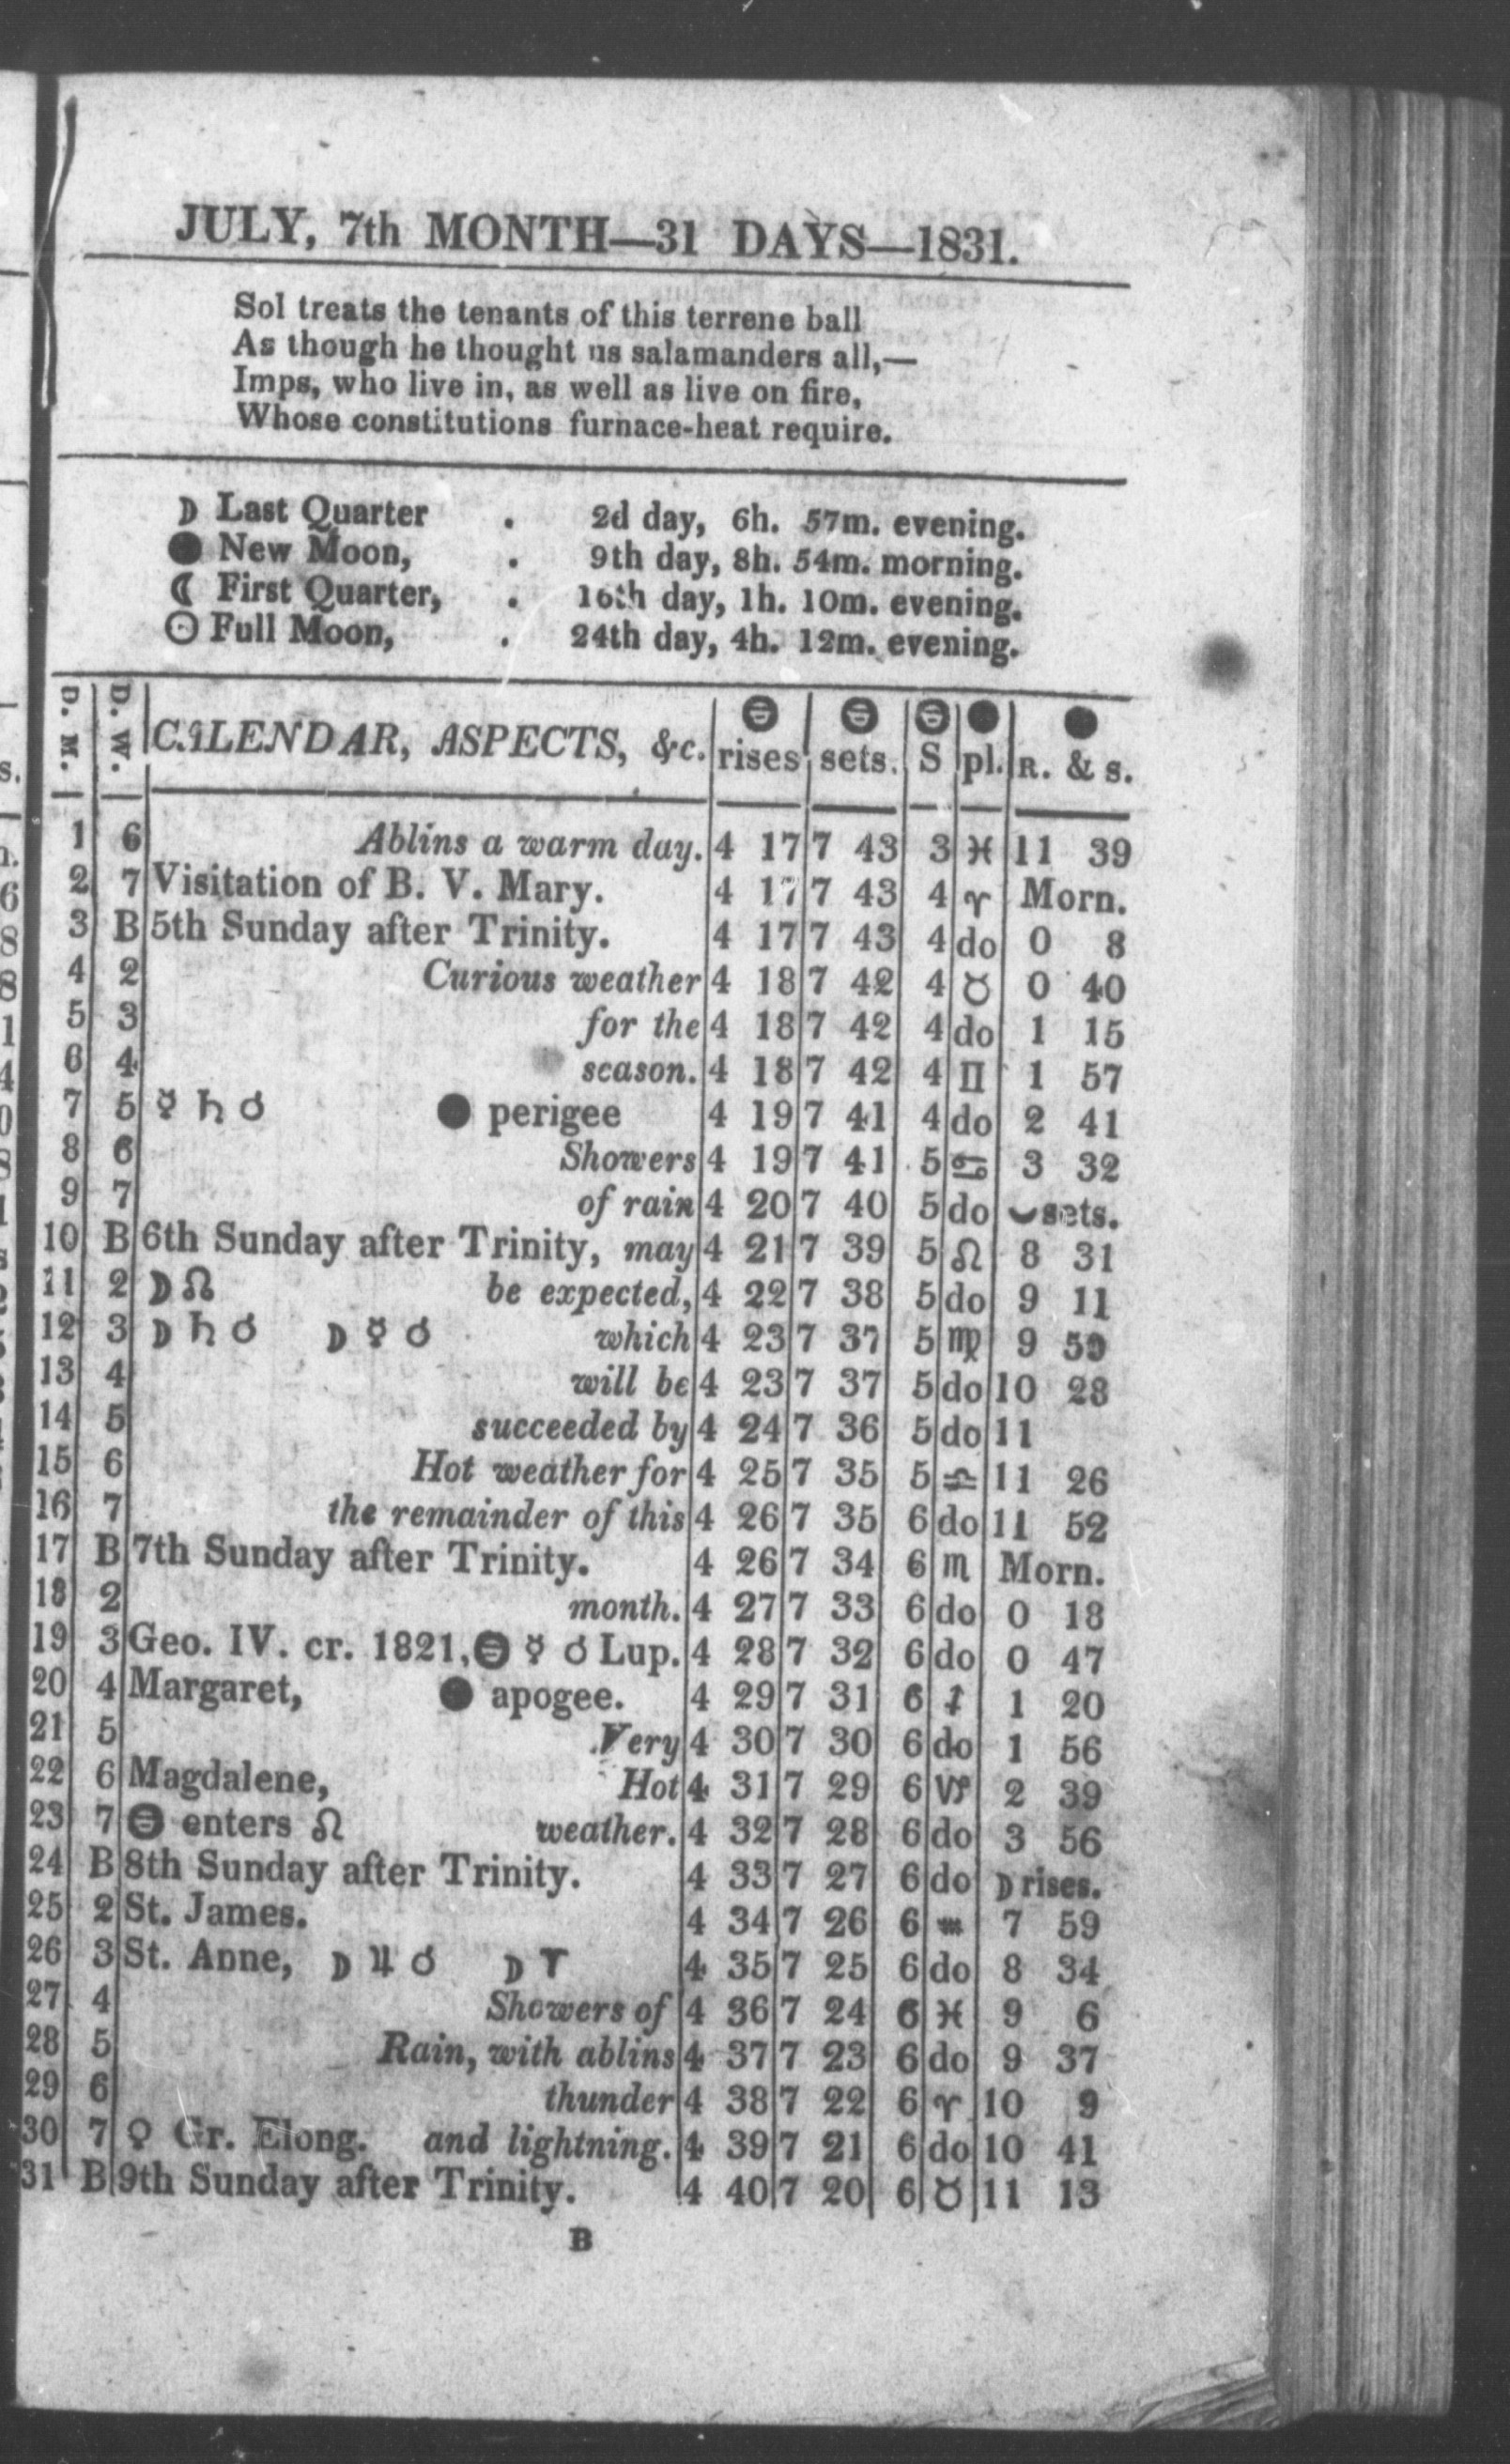 JULY, 7th MONTH—31 DAYS—1831.
Sol treats the tenants of this terrene ball
As though he thought us salamanders all,—
Imps, who live in, as well as live on fire,
Whose constitutions furnace-heat require.
☽ Last Quarter . 2d day, 6h. 57m. evening.
● New Moon, . 9th day, 8h. 54m. morning.
☾ First Quarter, . 16th day, 1h. 10m. evening.
☉ Full Moon, . 24th day, 4h. 12m. evening.
D. M. D. W. CALENDAR, ASPECTS, &c. ⊖ rises ⊖ sets. ⊖ S ● pl. ● R. & s.
1 6 Ablins a warm day. 4 17 7 43 3 ♓ 11 39
2 7 Visitation of B. V. Mary. 4 17 7 43 4 ♈ Morn.
3 B 5th Sunday after Trinity. 4 17 7 43 4 do 0 8
4 2 Curious weather 4 18 7 42 4 ♉ 0 40
5 3 for the 4 18 7 42 4 do 1 15
6 4 season. 4 18 7 42 4 ♊ 1 57
7 5 ☿ ♄ ☌ ● perigee 4 19 7 41 4 do 2 41
8 6 Showers 4 19 7 41 5 ♋ 3 32
9 7 of rain 4 20 7 40 5 do sets.
10 B 6th Sunday after Trinity, may 4 21 7 39 5 ♌ 8 31
11 2 ☽ ☊ be expected, 4 22 7 38 5 do 9 11
12 3 ☽ ♄ ☌ ☽ ☿ ☌ which 4 23 7 37 5 ♍ 9 59
13 4 will be 4 23 7 37 5 do 10 28
14 5 succeeded by 4 24 7 36 5 do 11
15 6 Hot weather for 4 25 7 35 5 ♎ 11 26
16 7 the remainder of this 4 26 7 35 6 do 11 52
17 B 7th Sunday after Trinity. 4 26 7 34 6 ♏ Morn.
18 2 month. 4 27 7 33 6 do 0 18
19 3 Geo. IV. cr. 1821, ⊖ ☿ ☌ Lup. 4 28 7 32 6 do 0 47
20 4 Margaret, ● apogee. 4 29 7 31 6 ♐ 1 20
21 5 Very 4 30 7 30 6 do 1 56
22 6 Magdalene, Hot 4 31 7 29 6 ♑ 2 39
23 7 ⊖ enters ♌ weather. 4 32 7 28 6 do 3 56
24 B 8th Sunday after Trinity. 4 33 7 27 6 do ☽ rises.
25 2 St. James. 4 34 7 26 6 ♒ 7 59
26 3 St. Anne, ☽ ♃ ☌ ☽ ♈ 4 35 7 25 6 do 8 34
27 4 Showers of 4 36 7 24 6 ♓ 9 6
28 5 Rain, with ablins 4 37 7 23 6 do 9 37
29 6 thunder 4 38 7 22 6 ♈ 10 9
30 7 ♀ Gr. Elong. and lightning. 4 39 7 21 6 do 10 41
31 B 9th Sunday after Trinity. 4 40 7 20 6 ♉ 11 13
B